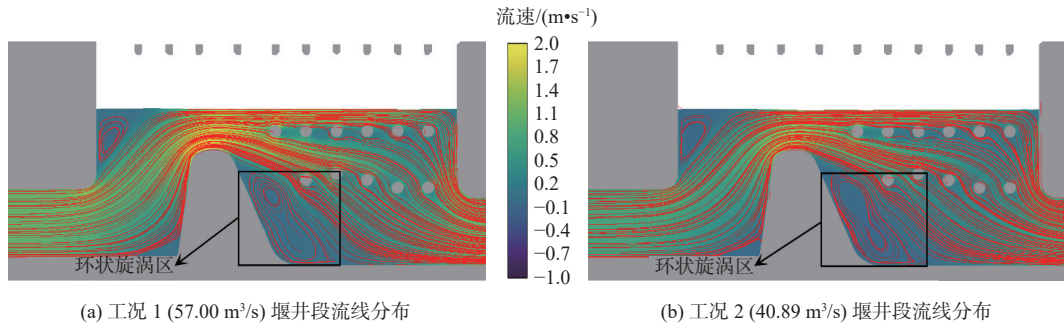 流速/(m•s⁻¹)
2.0
1.7
1.4
1.1
0.8
0.5
0.2
−0.1
−0.4
−0.7
−1.0
环状旋涡区
环状旋涡区
(a) 工况 1 (57.00 m³/s) 堰井段流线分布
(b) 工况 2 (40.89 m³/s) 堰井段流线分布